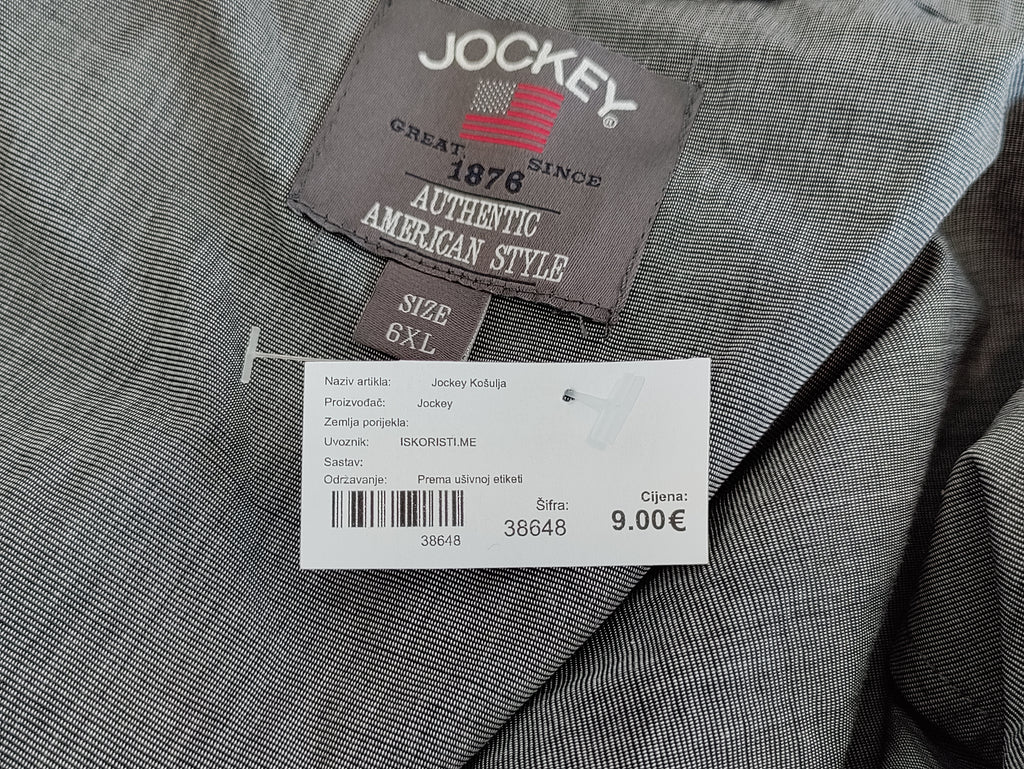 JOCKEY®
GREAT SINCE
1876
AUTHENTIC
AMERICAN STYLE
SIZE
6XL
Naziv artikla: Jockey Košulja
Proizvođač: Jockey
Zemlja porijekla:
Uvoznik: ISKORISTI.ME
Sastav:
Održavanje: Prema ušivnoj etiketi
38648
Šifra:
38648
Cijena:
9.00€